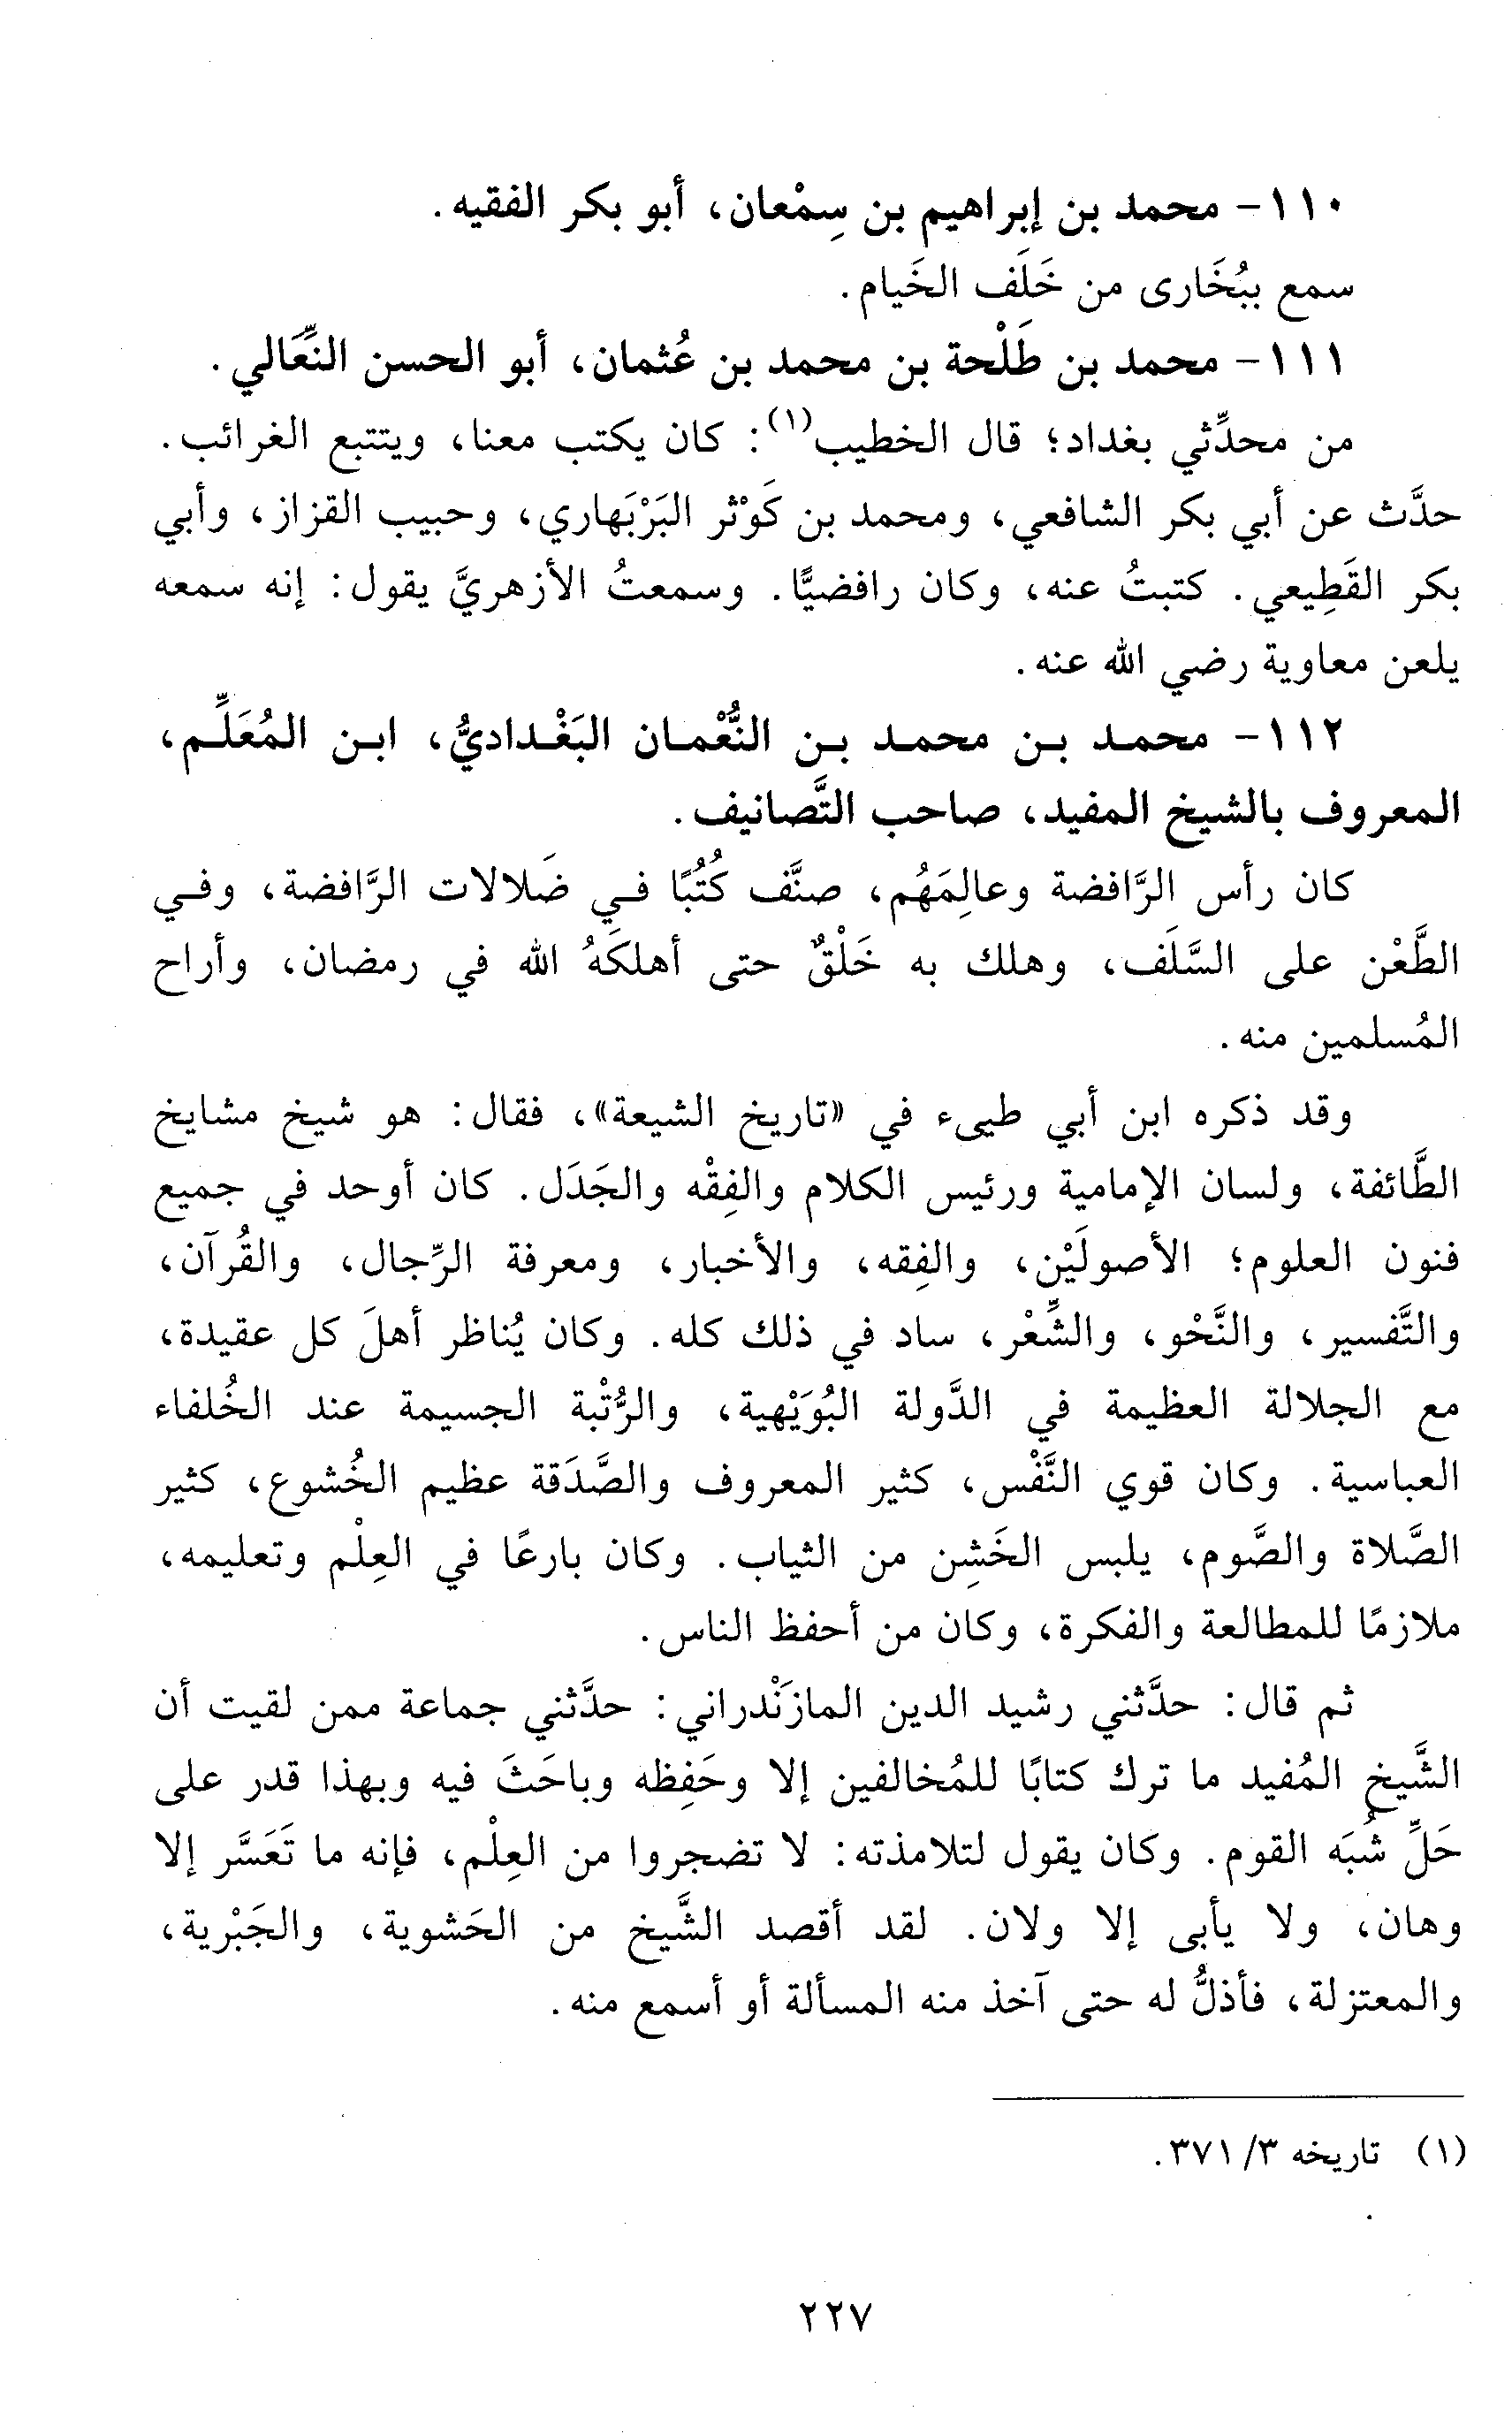 ١١٠- محمد بن إبراهيم بن سِمْعان، أبو بكر الفقيه.
سمع ببُخَارى من خَلَف الخَيام.
١١١- محمد بن طَلْحة بن محمد بن عُثمان، أبو الحسن النِّعَالي.
من محدِّثي بغداد؛ قال الخطيب(١): كان يكتب معنا، ويتتبع الغرائب.
حدَّث عن أبي بكر الشافعي، ومحمد بن كَوْثر البَرْبَهاري، وحبيب القزاز، وأبي
بكر القَطِيعي. كتبتُ عنه، وكان رافضيًّا. وسمعتُ الأزهريَّ يقول: إنه سمعه
يلعن معاوية رضي الله عنه.
١١٢- محمد بن محمد بن النُّعْمان البَغْداديُّ، ابن المُعَلِّم،
المعروف بالشيخ المفيد، صاحب التَّصانيف.
كان رأس الرَّافضة وعالِمَهُم، صنَّف كُتُبًا في ضَلالات الرَّافضة، وفي
الطَّعْن على السَّلَف، وهلك به خَلْقٌ حتى أهلكَهُ الله في رمضان، وأراح
المُسلمين منه.
وقد ذكره ابن أبي طيىء في «تاريخ الشيعة»، فقال: هو شيخ مشايخ
الطَّائفة، ولسان الإمامية ورئيس الكلام والفِقْه والجَدَل. كان أوحد في جميع
فنون العلوم؛ الأصولَيْن، والفِقه، والأخبار، ومعرفة الرِّجال، والقُرآن،
والتَّفسير، والنَّحْو، والشِّعْر، ساد في ذلك كله. وكان يُناظر أهلَ كل عقيدة،
مع الجلالة العظيمة في الدَّولة البُوَيْهية، والرُّتْبة الجسيمة عند الخُلفاء
العباسية. وكان قوي النَّفْس، كثير المعروف والصَّدَقة عظيم الخُشوع، كثير
الصَّلاة والصَّوم، يلبس الخَشِن من الثياب. وكان بارعًا في العِلْم وتعليمه،
ملازمًا للمطالعة والفكرة، وكان من أحفظ الناس.
ثم قال: حدَّثني رشيد الدين المازَنْدراني: حدَّثني جماعة ممن لقيت أن
الشَّيخ المُفيد ما ترك كتابًا للمُخالفين إلا وحَفِظه وباحَثَ فيه وبهذا قدر على
حَلِّ شُبَه القوم. وكان يقول لتلامذته: لا تضجروا من العِلْم، فإنه ما تَعَسَّر إلا
وهان، ولا يأبى إلا ولان. لقد أقصد الشَّيخ من الحَشوية، والجَبْرية،
والمعتزلة، فأذلُّ له حتى آخذ منه المسألة أو أسمع منه.
(١) تاريخه ٣/ ٣٧١.
٢٢٧